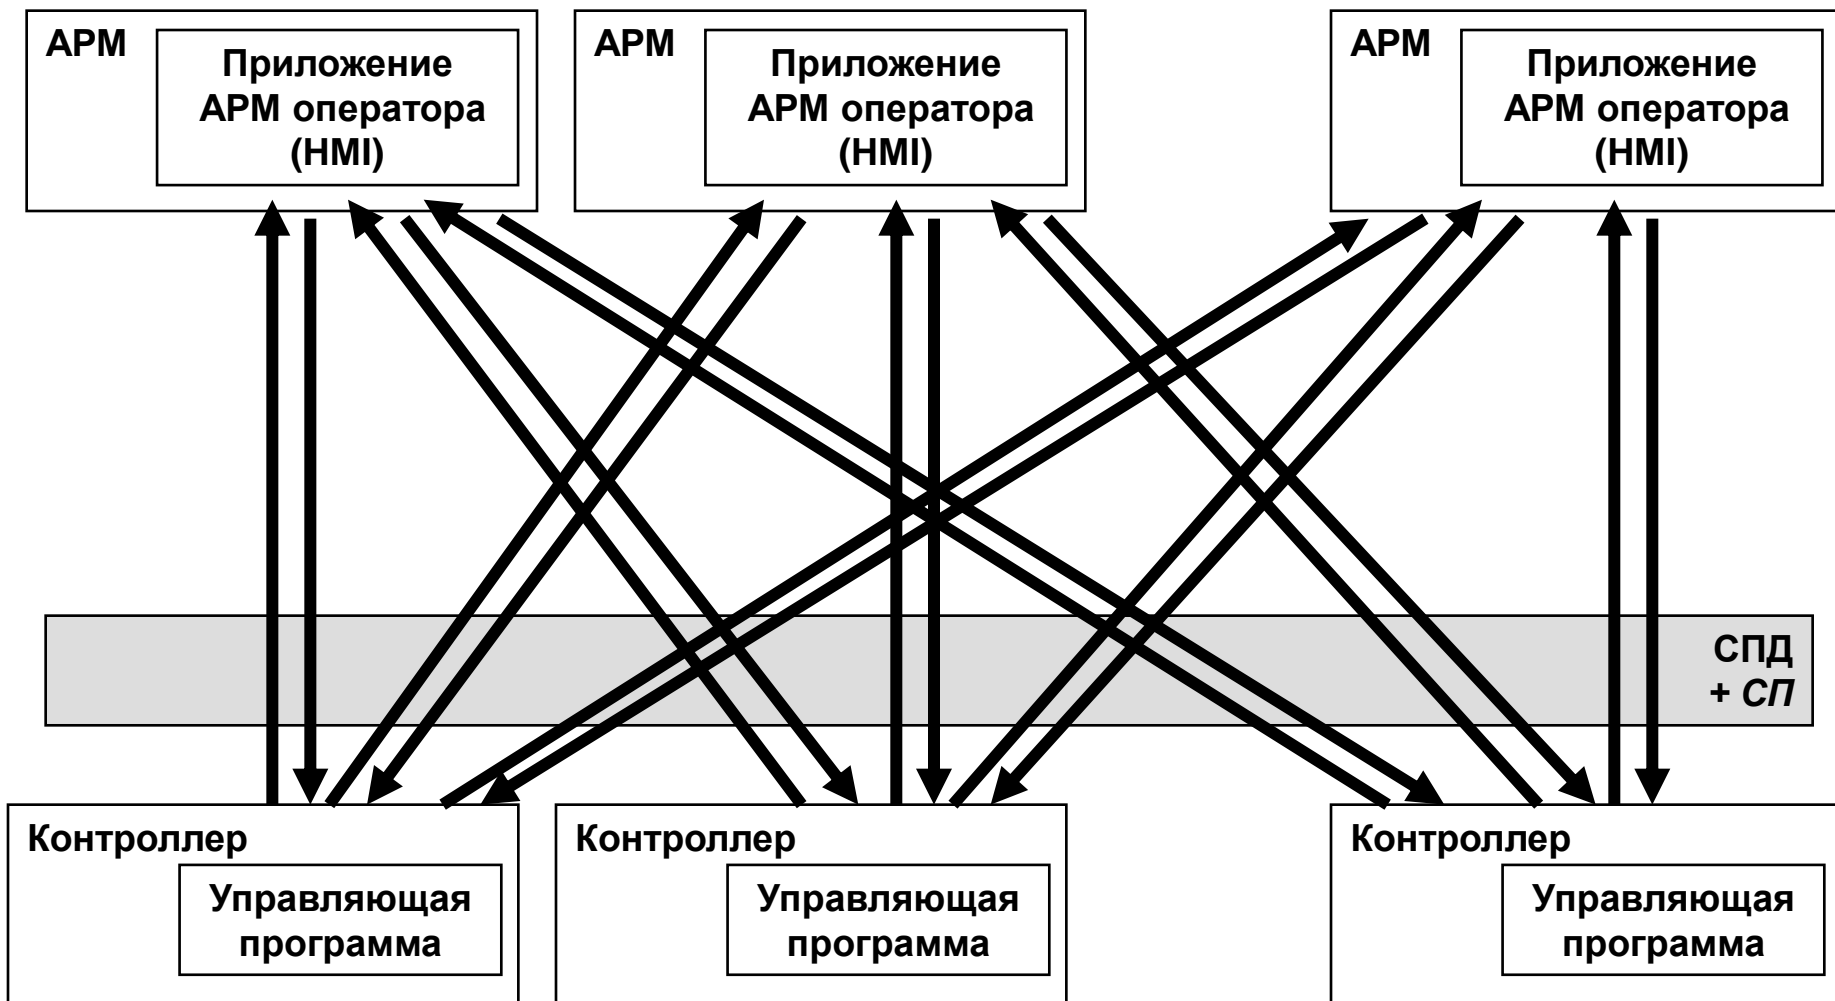 АРМ
Приложение
АРМ оператора
(HMI)
АРМ
Приложение
АРМ оператора
(HMI)
АРМ
Приложение
АРМ оператора
(HMI)
СПД
+ СП
Контроллер
Управляющая
программа
Контроллер
Управляющая
программа
Контроллер
Управляющая
программа